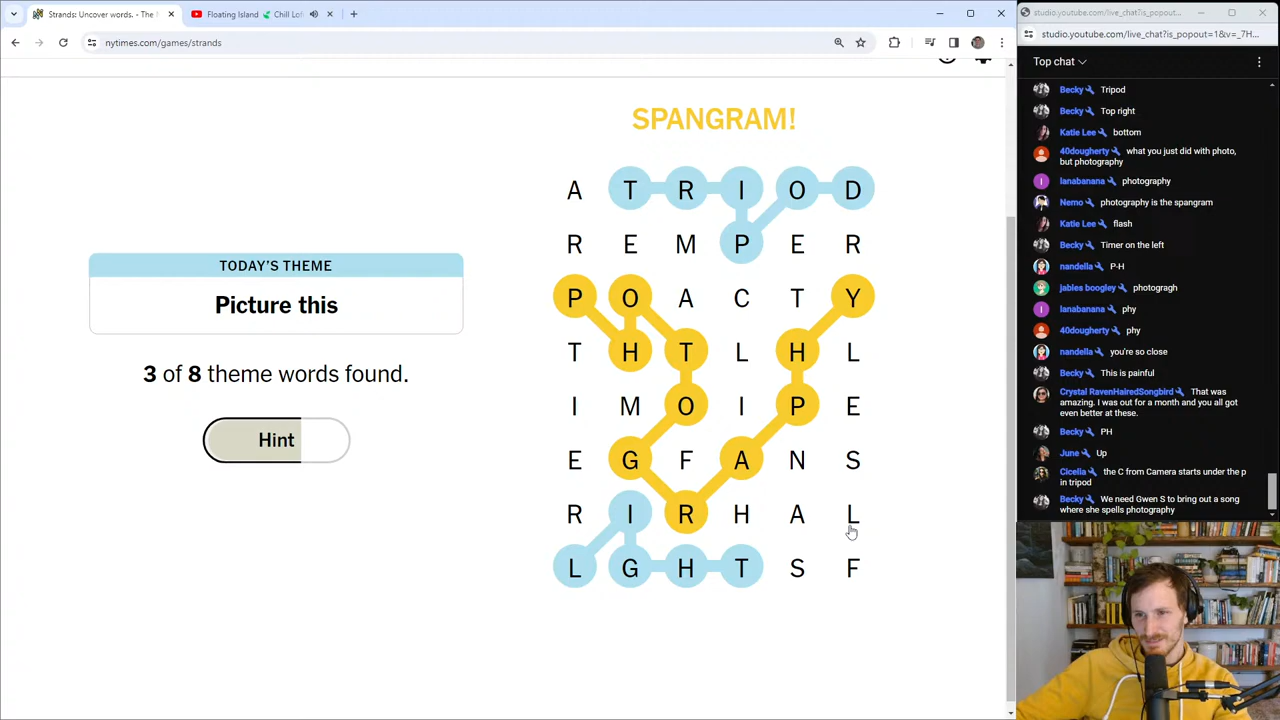 Strands: Uncover words. - The N
Floating Island 🍃 Chill Lofi
nytimes.com/games/strands
studio.youtube.com/live_chat?is_popout...
studio.youtube.com/live_chat?is_popout=1&v=_7H...
Top chat
SPANGRAM!
TODAY'S THEME
Picture this
3 of 8 theme words found.
Hint
A T R I O D
R E M P E R
P O A C T Y
T H T L H L
I M O I P E
E G F A N S
R I R H A L
L G H T S F
Becky Tripod
Becky Top right
Katie Lee bottom
40dougherty what you just did with photo,
but photography
lanabanana photography
Nemo photography is the spangram
Katie Lee flash
Becky Timer on the left
nandella P-H
jables boogley photogragh
lanabanana phy
40dougherty phy
nandella you're so close
Becky This is painful
Crystal RavenHairedSongbird That was
amazing. I was out for a month and you all got
even better at these.
Becky PH
June Up
Cicelia the C from Camera starts under the p
in tripod
Becky We need Gwen S to bring out a song
where she spells photography